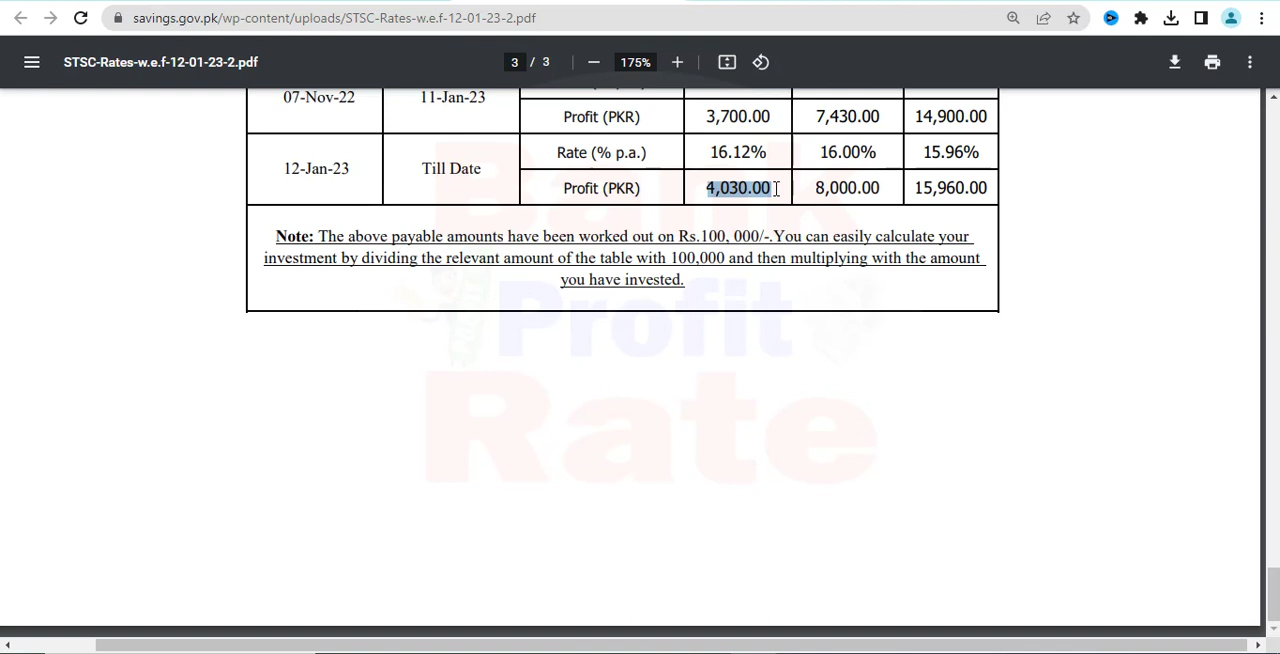 savings.gov.pk/wp-content/uploads/STSC-Rates-w.e.f-12-01-23-2.pdf
STSC-Rates-w.e.f-12-01-23-2.pdf 3 / 3 175%
07-Nov-22 11-Jan-23 Profit (PKR) 3,700.00 7,430.00 14,900.00
12-Jan-23 Till Date Rate (% p.a.) 16.12% 16.00% 15.96%
Profit (PKR) 4,030.00 8,000.00 15,960.00
Note: The above payable amounts have been worked out on Rs.100, 000/-.You can easily calculate your
investment by dividing the relevant amount of the table with 100,000 and then multiplying with the amount
you have invested.
Bank
Profit
Rate